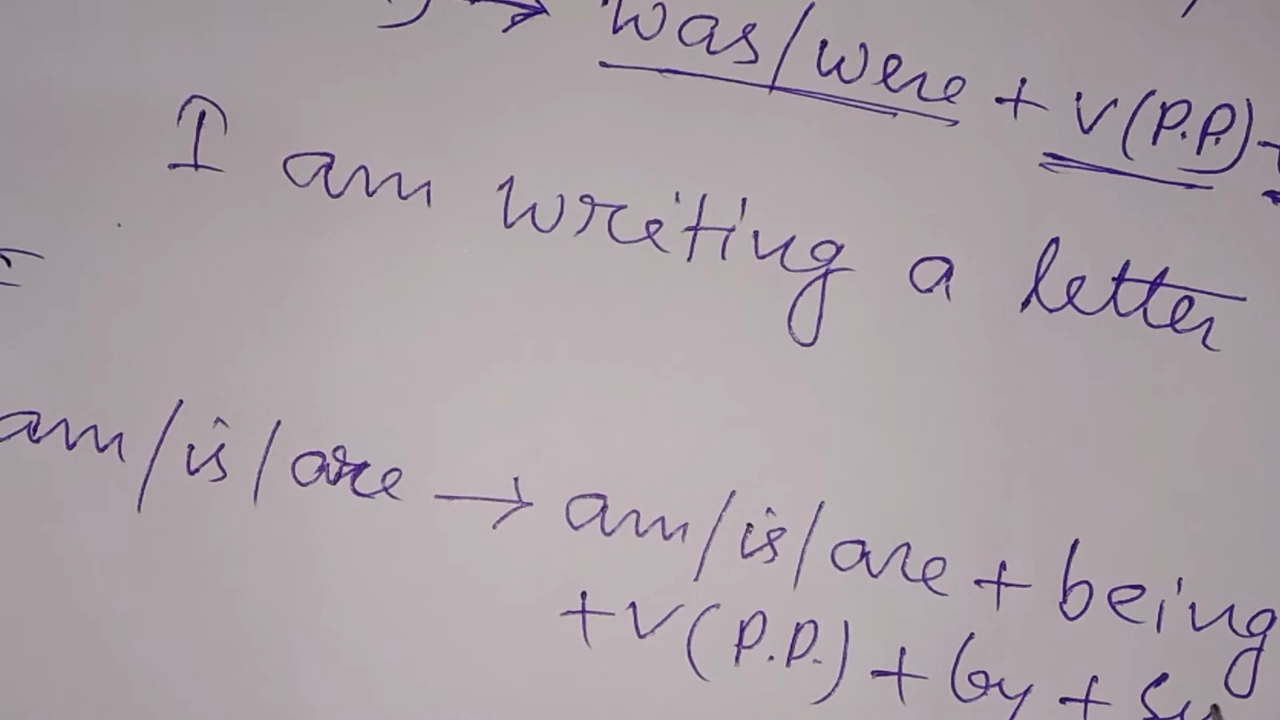 → was/were + v(P.P.) +
I am writing a letter
am/is/are → am/is/are + being
+v(P.P.) + by +